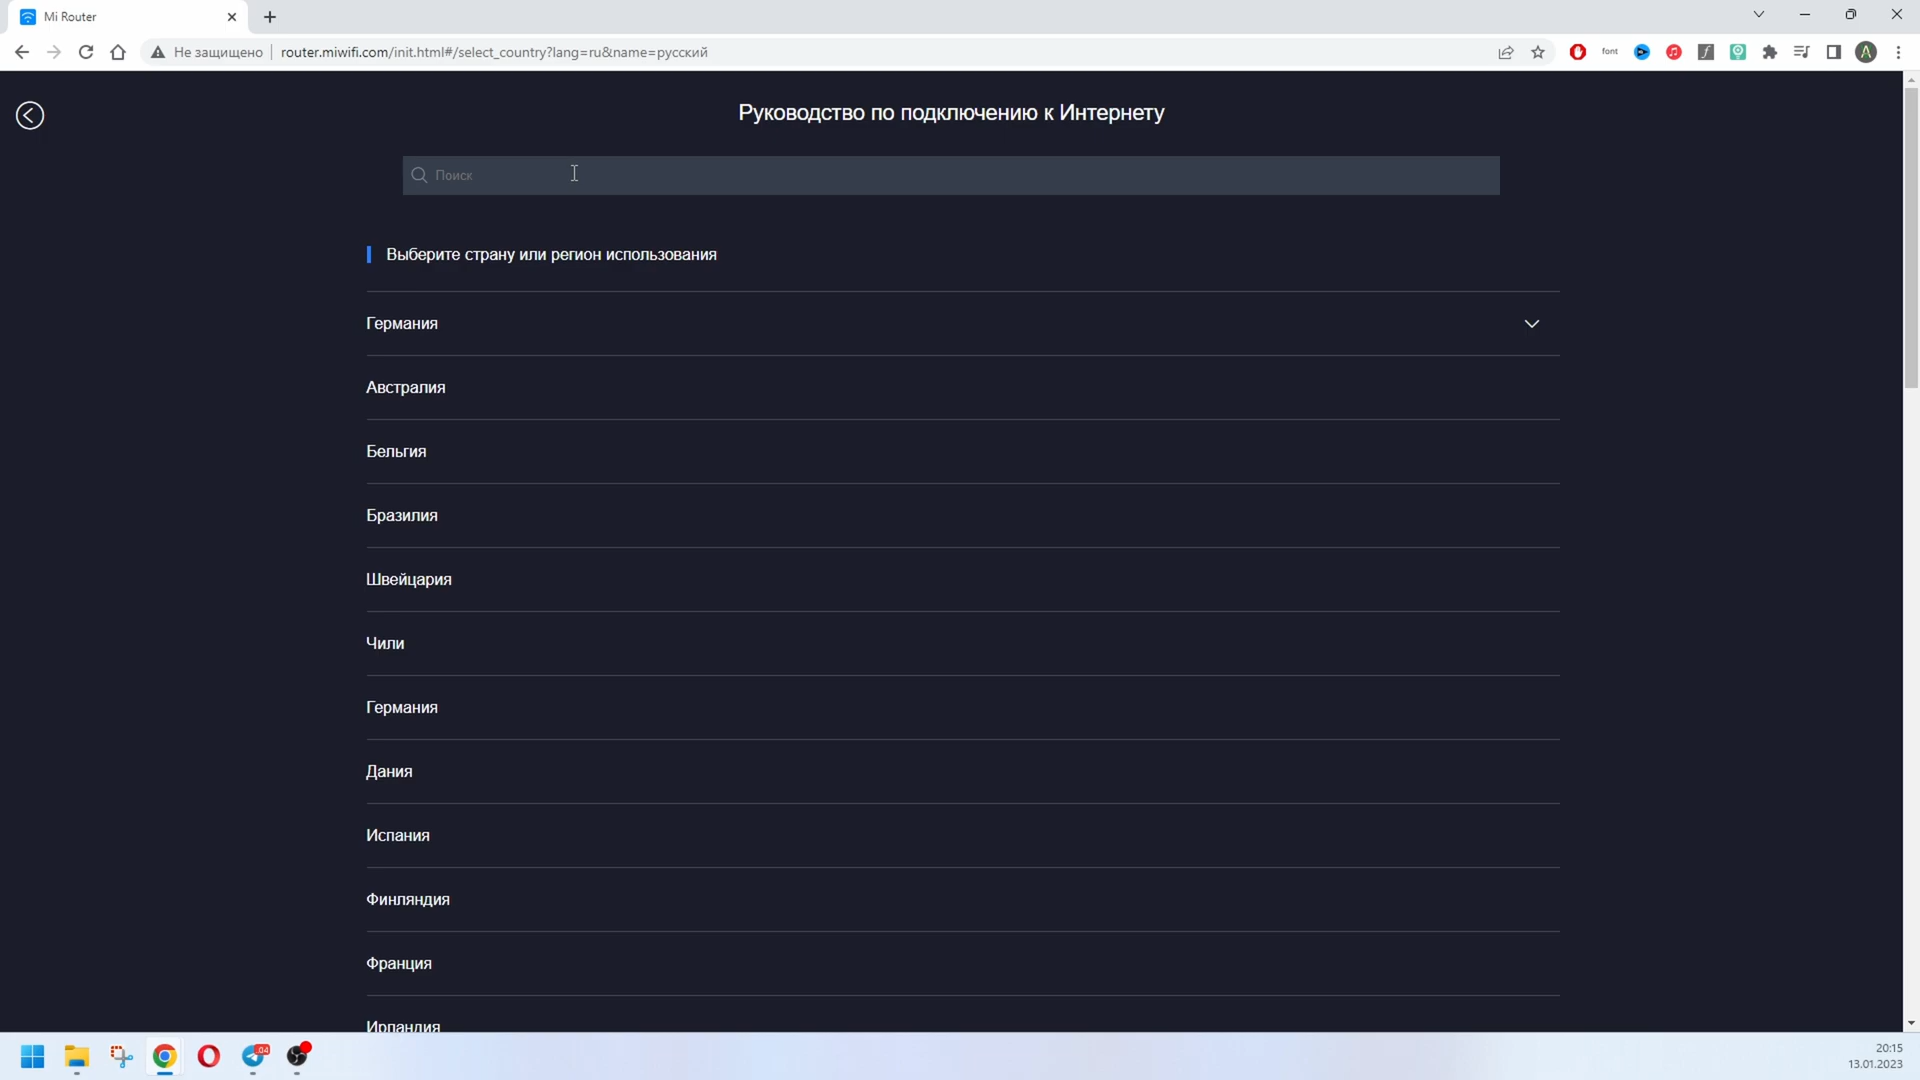 Mi Router
Не защищено
router.miwifi.com/init.html#/select_country?lang=ru&name=русский
font
A
Руководство по подключению к Интернету
Поиск
Выберите страну или регион использования
Германия
Австралия
Бельгия
Бразилия
Швейцария
Чили
Германия
Дания
Испания
Финляндия
Франция
Ирландия
04
20:15
13.01.2023